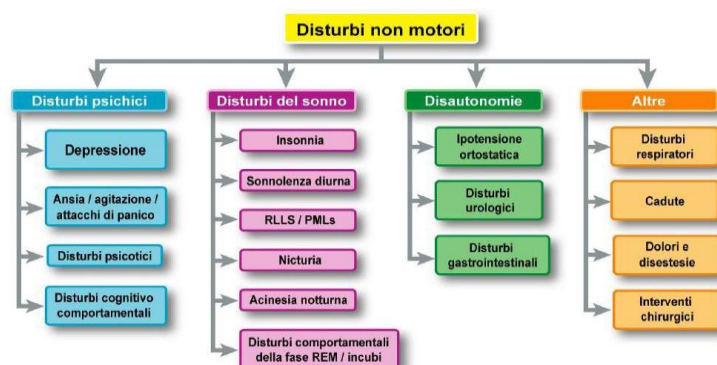 Disturbi non motori
Disturbi psichici
Depressione
Ansia / agitazione /
attacchi di panico
Disturbi psicotici
Disturbi cognitivo
comportamentali
Disturbi del sonno
Insonnia
Sonnolenza diurna
RLLS / PMLs
Nicturia
Acinesia notturna
Disturbi comportamentali
della fase REM / incubi
Disautonomie
Ipotensione
ortostatica
Disturbi
urologici
Disturbi
gastrointestinali
Altre
Disturbi
respiratori
Cadute
Dolori e
disestesie
Interventi
chirurgici